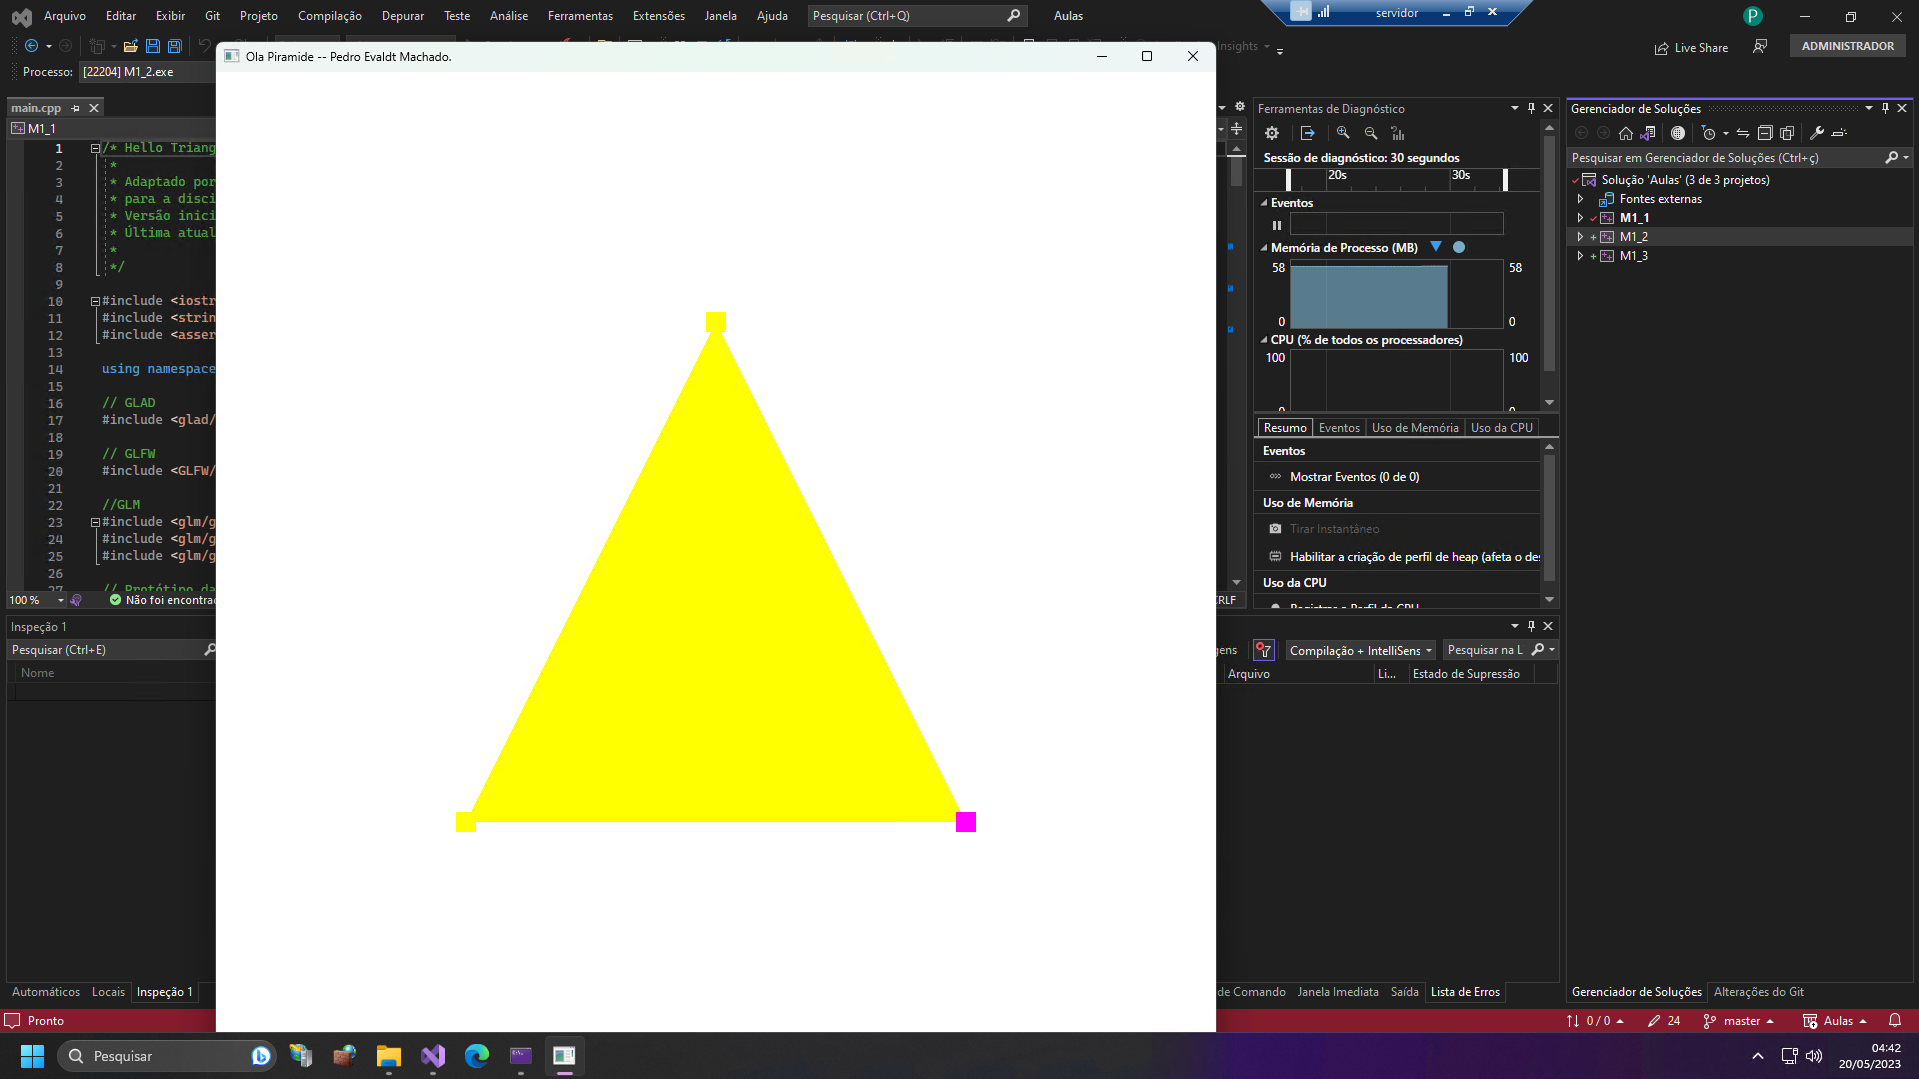 Arquivo Editar Exibir Git Projeto Compilação Depurar Teste Análise Ferramentas Extensões Janela Ajuda Pesquisar (Ctrl+Q) Aulas
servidor
P
Insights
Live Share
ADMINISTRADOR
Processo: [22204] M1_2.exe
Ola Piramide -- Pedro Evaldt Machado.
main.cpp
M1_1
1 /* Hello Triang
2 *
3 * Adaptado por
4 * para a disci
5 * Versão inici
6 * Última atual
7 *
8 */
9
10 #include <iostr
11 #include <strin
12 #include <asser
13
14 using namespace
15
16 // GLAD
17 #include <glad/
18
19 // GLFW
20 #include <GLFW/
21
22 //GLM
23 #include <glm/g
24 #include <glm/g
25 #include <glm/g
26
27 // Protótipo da
100 %
Não foi encontrad
CRLF
Inspeção 1
Pesquisar (Ctrl+E)
Nome
Automáticos Locais Inspeção 1
Ferramentas de Diagnóstico
Sessão de diagnóstico: 30 segundos
20s 30s
Eventos
Memória de Processo (MB)
58 58
0 0
CPU (% de todos os processadores)
100 100
0 0
Resumo Eventos Uso de Memória Uso da CPU
Eventos
Mostrar Eventos (0 de 0)
Uso de Memória
Tirar Instantâneo
Habilitar a criação de perfil de heap (afeta o des
Uso da CPU
Registrar o Perfil da CPU
gens Compilação + IntelliSens Pesquisar na L
Arquivo Li... Estado de Supressão
de Comando Janela Imediata Saída Lista de Erros
Gerenciador de Soluções
Pesquisar em Gerenciador de Soluções (Ctrl+ç)
Solução 'Aulas' (3 de 3 projetos)
Fontes externas
M1_1
M1_2
M1_3
Gerenciador de Soluções Alterações do Git
Pronto
0 / 0 24 master Aulas
Pesquisar
04:42
20/05/2023